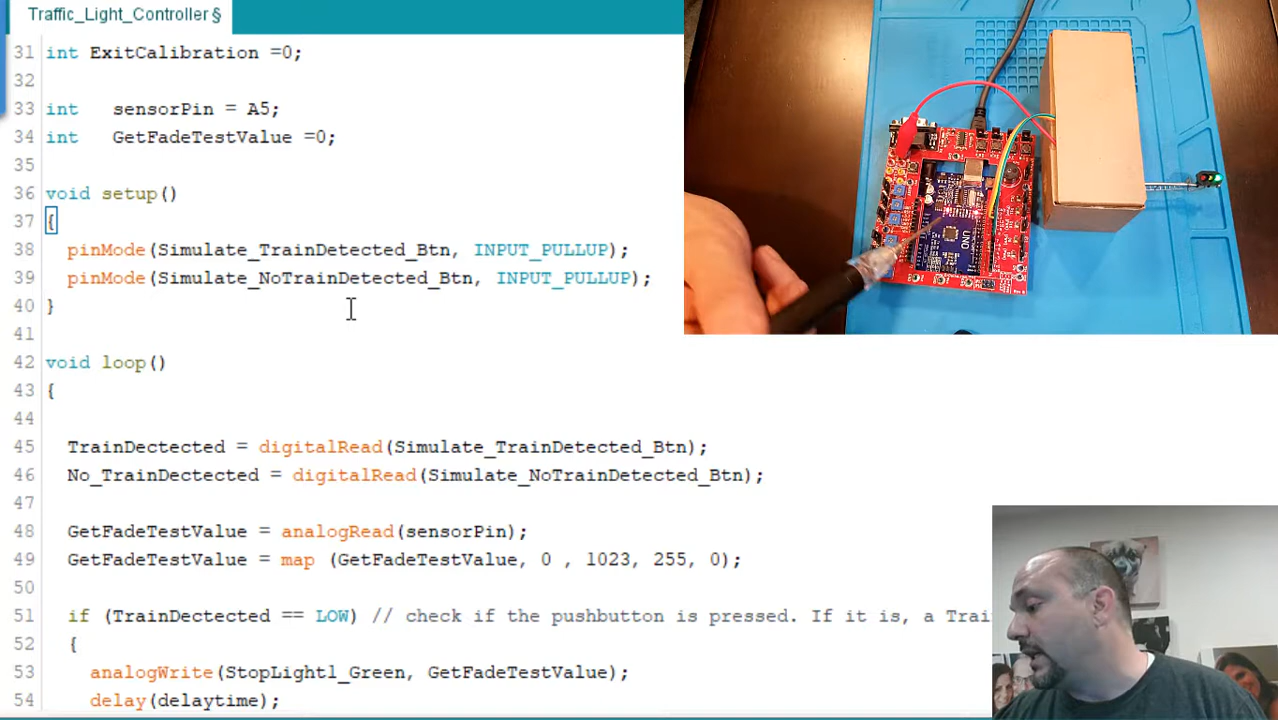 Traffic_Light_Controller §
31 int ExitCalibration =0;
32
33 int sensorPin = A5;
34 int GetFadeTestValue =0;
35
36 void setup()
37 {
38 pinMode(Simulate_TrainDetected_Btn, INPUT_PULLUP);
39 pinMode(Simulate_NoTrainDetected_Btn, INPUT_PULLUP);
40 }
41
42 void loop()
43 {
44
45 TrainDectected = digitalRead(Simulate_TrainDetected_Btn);
46 No_TrainDectected = digitalRead(Simulate_NoTrainDetected_Btn);
47
48 GetFadeTestValue = analogRead(sensorPin);
49 GetFadeTestValue = map (GetFadeTestValue, 0 , 1023, 255, 0);
50
51 if (TrainDectected == LOW) // check if the pushbutton is pressed. If it is, a Trai
52 {
53 analogWrite(StopLight1_Green, GetFadeTestValue);
54 delay(delaytime);
UNO